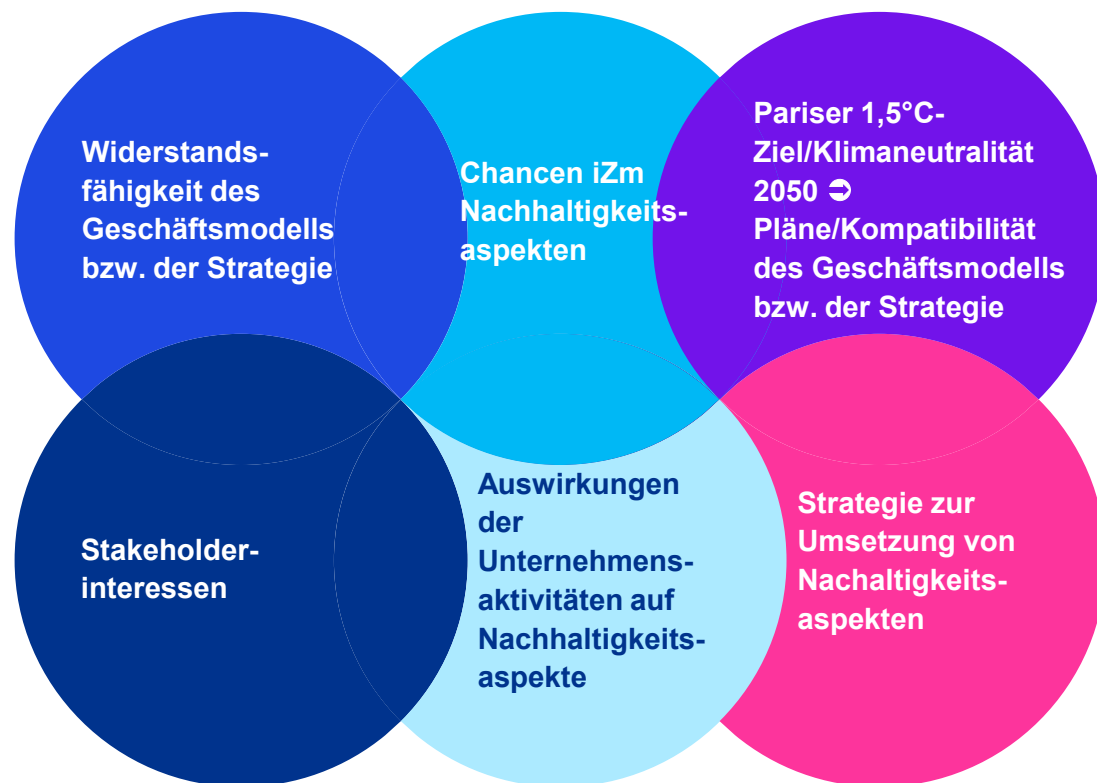 Widerstands-
fähigkeit des
Geschäftsmodells
bzw. der Strategie
Chancen iZm
Nachhaltigkeits-
aspekten
Pariser 1,5°C-
Ziel/Klimaneutralität
2050 ➲
Pläne/Kompatibilität
des Geschäftsmodells
bzw. der Strategie
Stakeholder-
interessen
Auswirkungen
der
Unternehmens-
aktivitäten auf
Nachhaltigkeits-
aspekte
Strategie zur
Umsetzung von
Nachaltigkeits-
aspekten